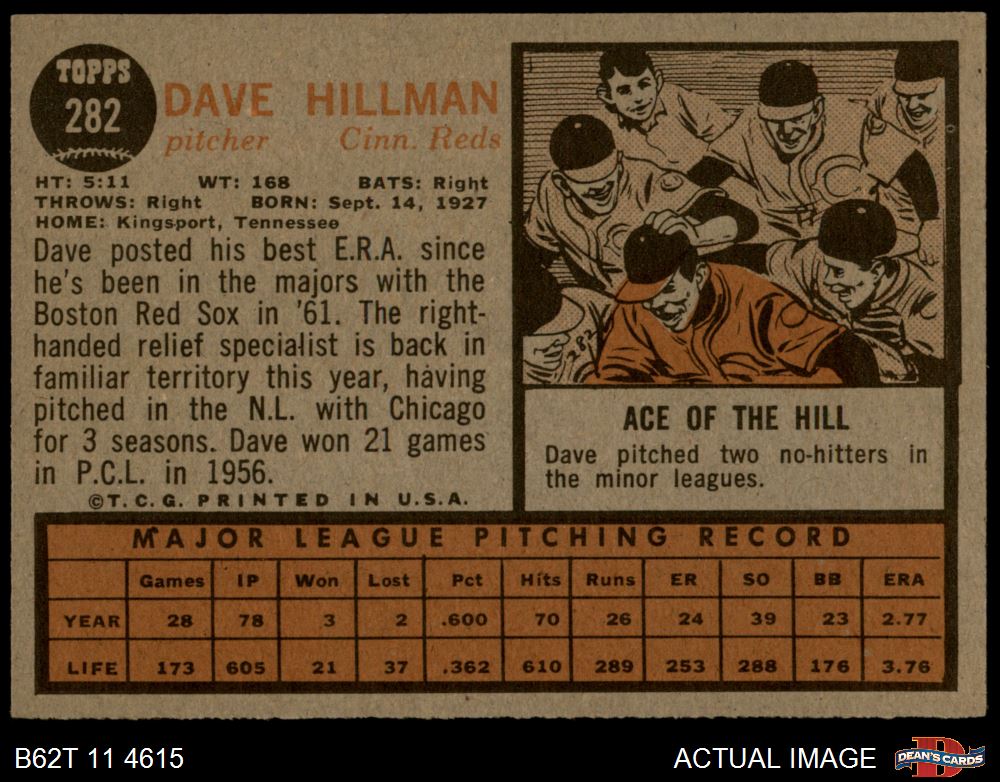 TOPPS
282
DAVE HILLMAN
pitcher Cinn. Reds
HT: 5:11 WT: 168 BATS: Right
THROWS: Right BORN: Sept. 14, 1927
HOME: Kingsport, Tennessee
Dave posted his best E.R.A. since
he's been in the majors with the
Boston Red Sox in '61. The right-
handed relief specialist is back in
familiar territory this year, having
pitched in the N.L. with Chicago
for 3 seasons. Dave won 21 games
in P.C.L. in 1956.
©T.C.G. PRINTED IN U.S.A.
282
ACE OF THE HILL
Dave pitched two no-hitters in
the minor leagues.
MAJOR LEAGUE PITCHING RECORD
Games IP Won Lost Pct Hits Runs ER SO BB ERA
YEAR 28 78 3 2 .600 70 26 24 39 23 2.77
LIFE 173 605 21 37 .362 610 289 253 288 176 3.76
B62T 11 4615
ACTUAL IMAGE
D
DEAN'S CARDS